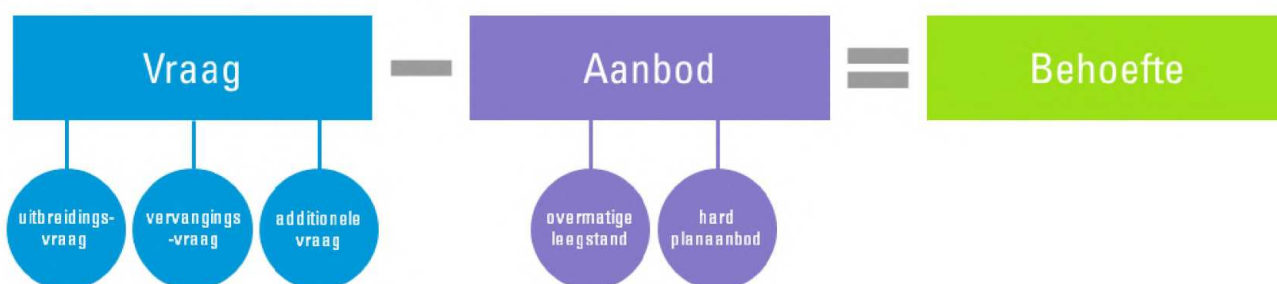 Vraag
Aanbod
Behoefte
uitbreidings-
vraag
vervangings
-vraag
additionele
vraag
overmatige
leegstand
hard
planaanbod